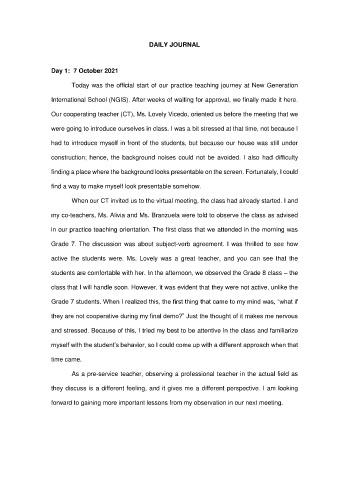 DAILY JOURNAL
Day 1: 7 October 2021
Today was the official start of our practice teaching journey at New Generation
International School (NGIS). After weeks of waiting for approval, we finally made it here.
Our cooperating teacher (CT), Ms. Lovely Vicedo, oriented us before the meeting that we
were going to introduce ourselves in class. I was a bit stressed at that time, not because I
had to introduce myself in front of the students, but because our house was still under
construction; hence, the background noises could not be avoided. I also had difficulty
finding a place where the background looks presentable on the screen. Fortunately, I could
find a way to make myself look presentable somehow.
When our CT invited us to the virtual meeting, the class had already started. I and
my co-teachers, Ms. Alivia and Ms. Branzuela were told to observe the class as advised
in our practice teaching orientation. The first class that we attended in the morning was
Grade 7. The discussion was about subject-verb agreement. I was thrilled to see how
active the students were. Ms. Lovely was a great teacher, and you can see that the
students are comfortable with her. In the afternoon, we observed the Grade 8 class – the
class that I will handle soon. However, it was evident that they were not active, unlike the
Grade 7 students. When I realized this, the first thing that came to my mind was, “what if
they are not cooperative during my final demo?” Just the thought of it makes me nervous
and stressed. Because of this, I tried my best to be attentive in the class and familiarize
myself with the student’s behavior, so I could come up with a different approach when that
time came.
As a pre-service teacher, observing a professional teacher in the actual field as
they discuss is a different feeling, and it gives me a different perspective. I am looking
forward to gaining more important lessons from my observation in our next meeting.